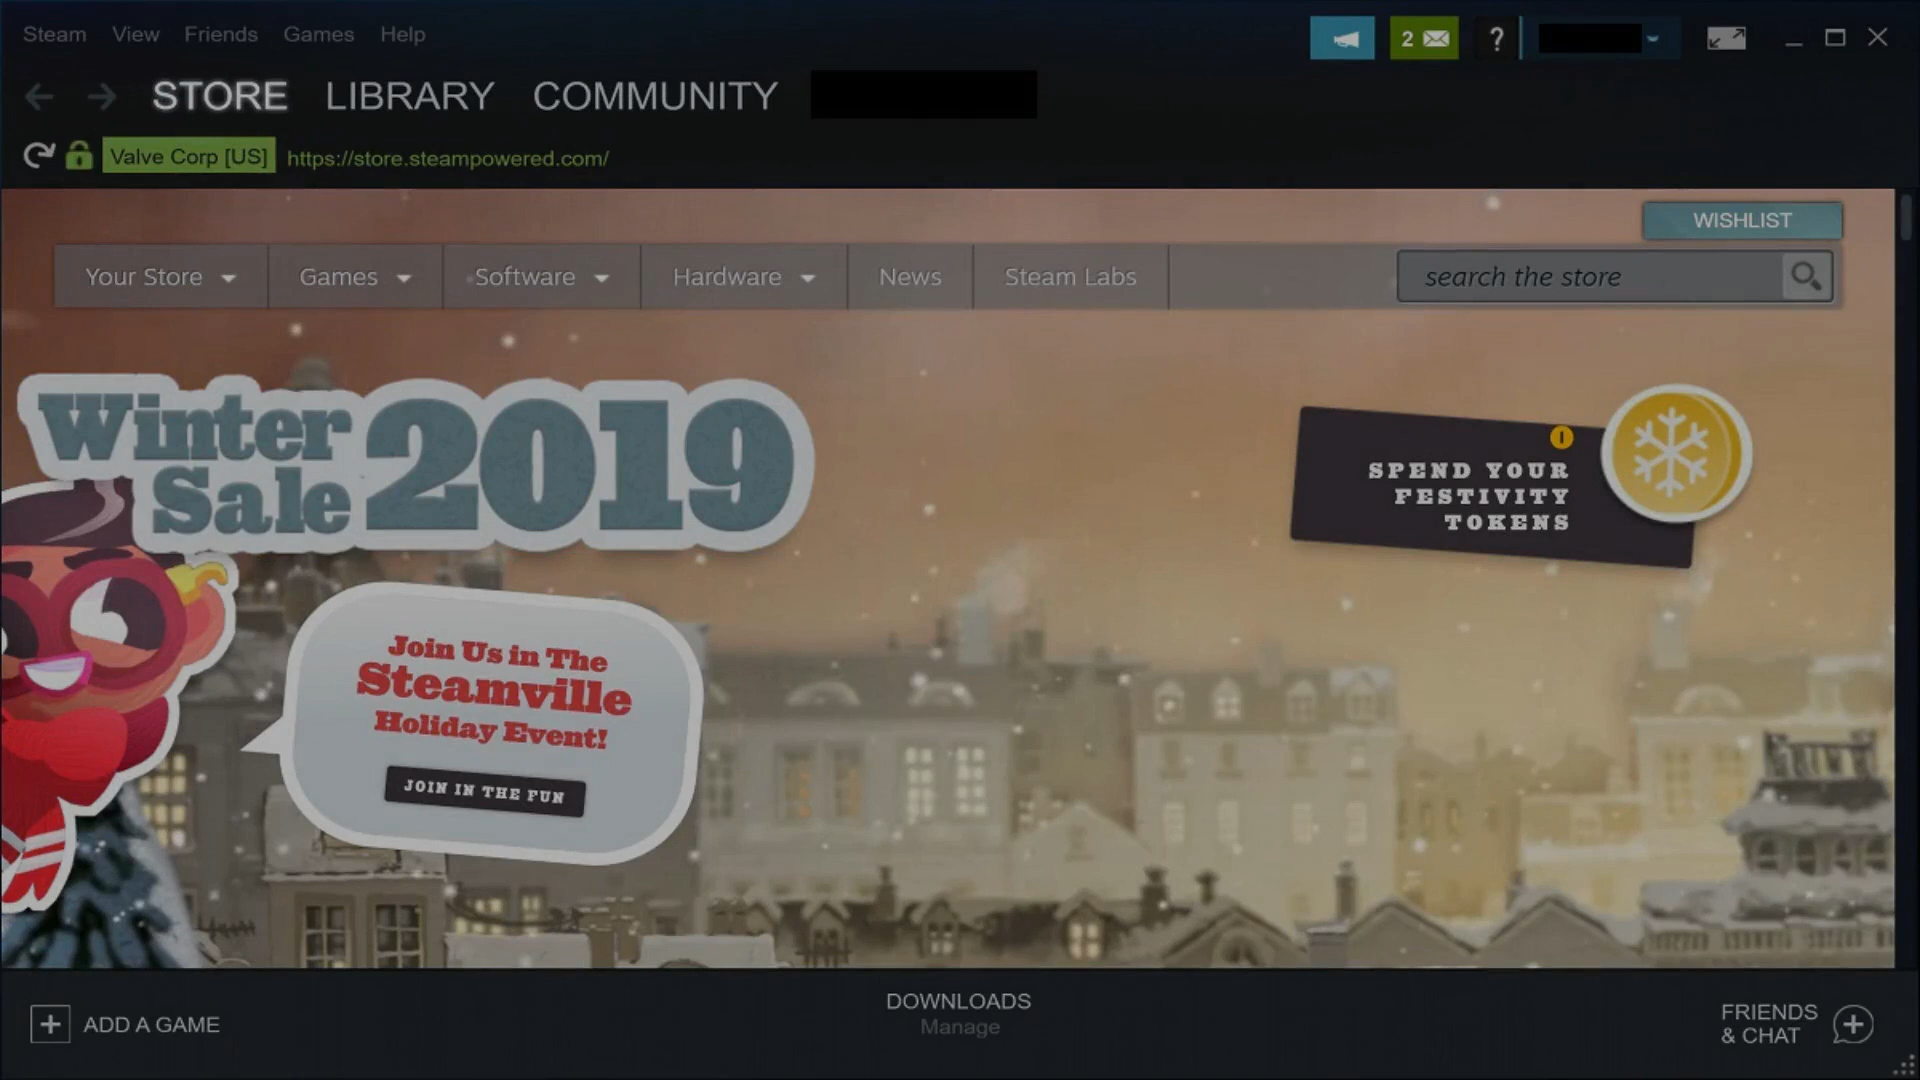 Steam View Friends Games Help
2 ?
STORE LIBRARY COMMUNITY
Valve Corp [US] https://store.steampowered.com/
WISHLIST
Your Store Games Software Hardware News Steam Labs search the store
Winter
Sale 2019
SPEND YOUR
FESTIVITY
TOKENS
Join Us in The
Steamville
Holiday Event!
JOIN IN THE FUN
ADD A GAME
DOWNLOADS
Manage
FRIENDS
& CHAT